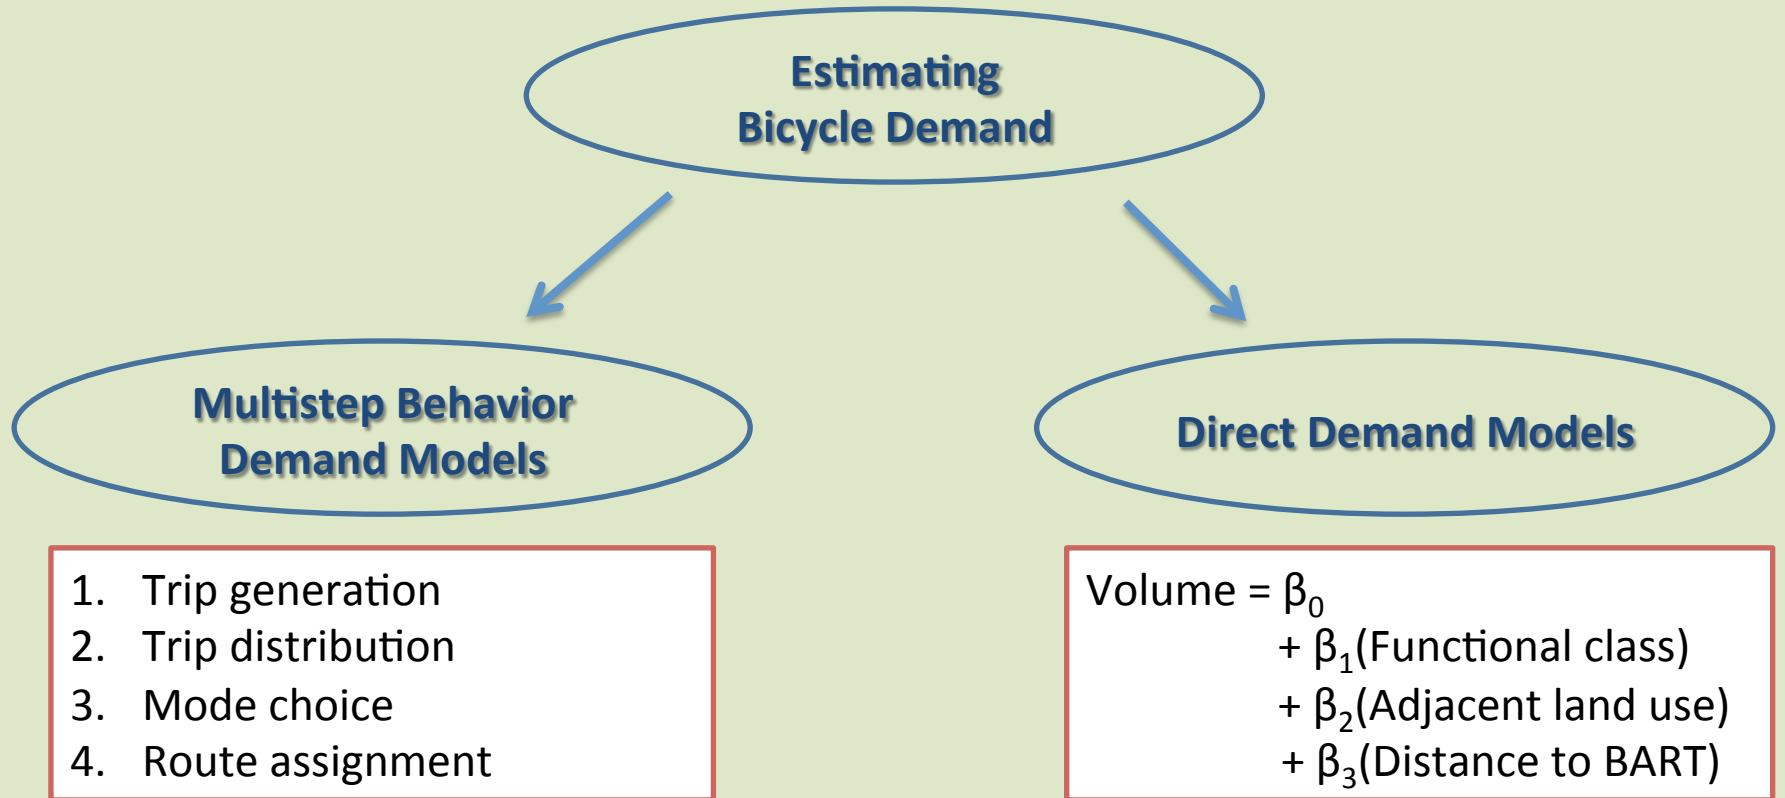 Estimating
Bicycle Demand
Multistep Behavior
Demand Models
Direct Demand Models
1. Trip generation
2. Trip distribution
3. Mode choice
4. Route assignment
Volume = β₀
+ β₁(Functional class)
+ β₂(Adjacent land use)
+ β₃(Distance to BART)